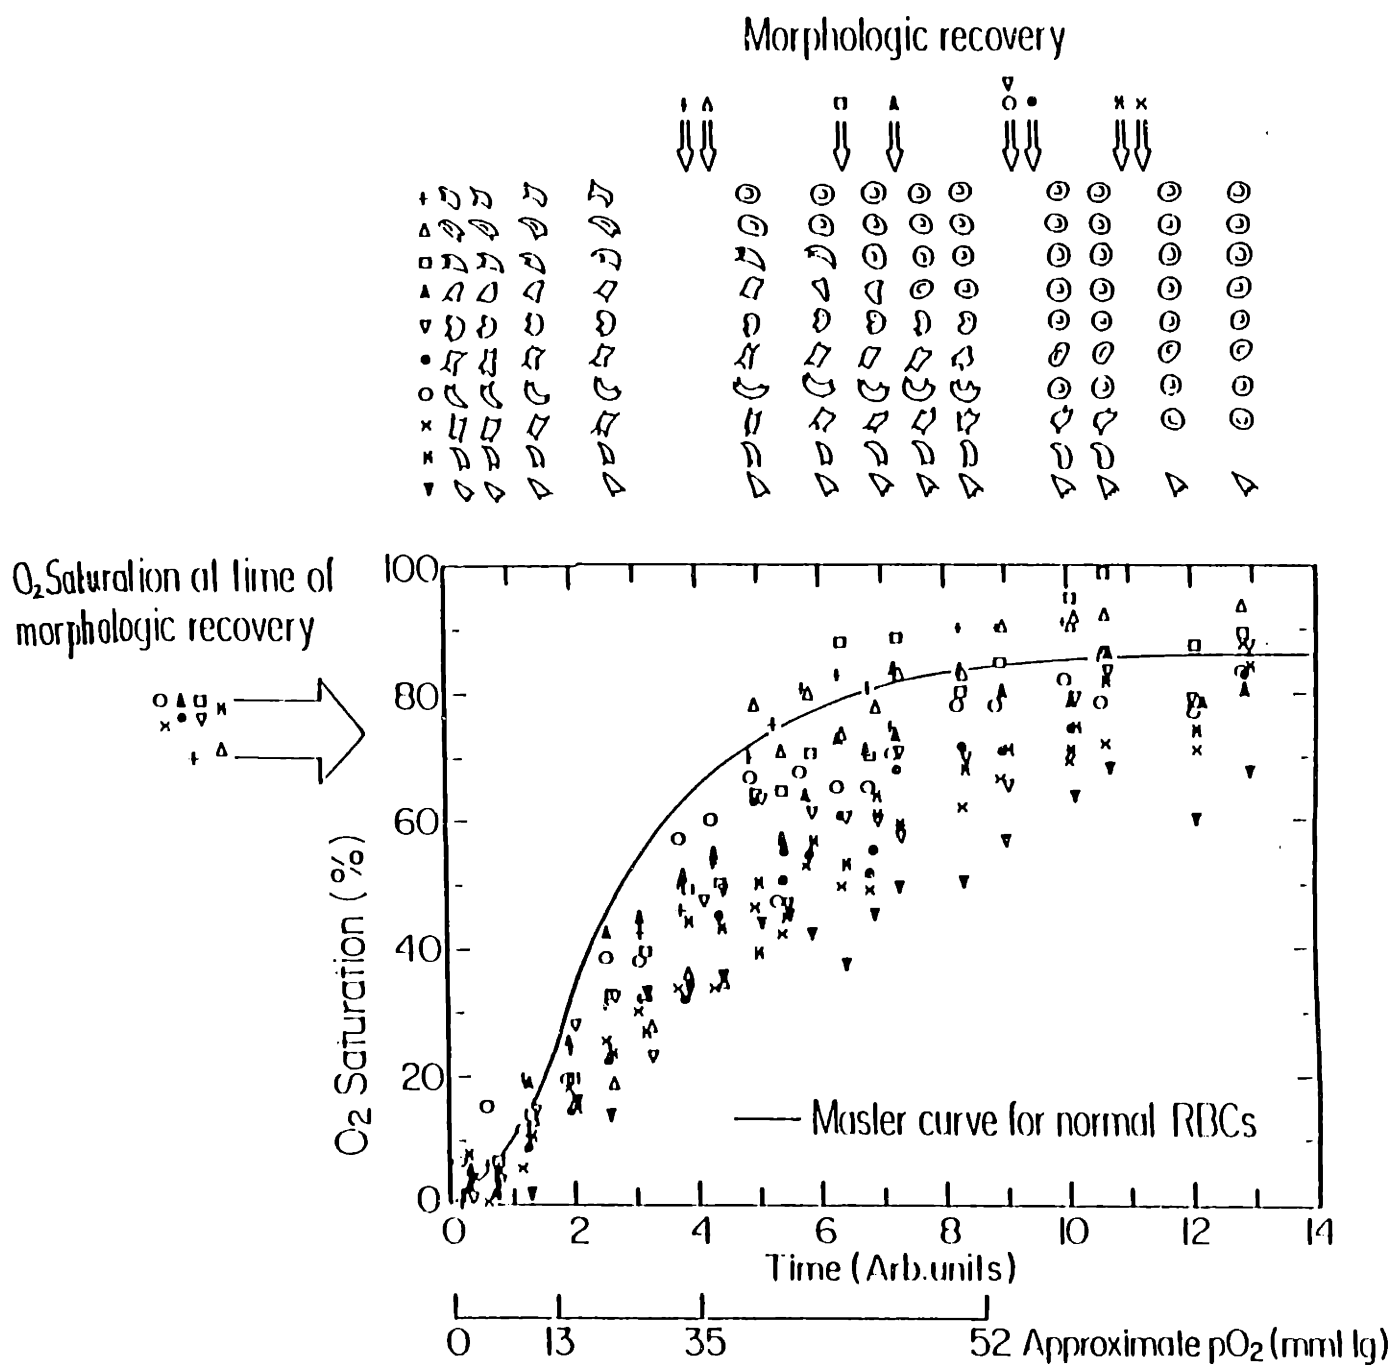 Morphologic recovery
O₂ Saturation at time of
morphologic recovery
100
80
60
40
20
0
O₂ Saturation (%)
Master curve for normal RBCs
0 2 4 6 8 10 12 14
Time (Arb.units)
0 13 35 52 Approximate pO₂ (mmHg)